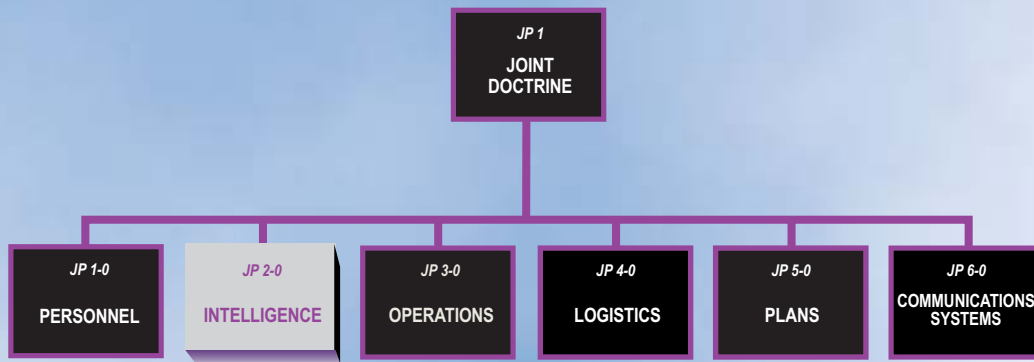 JP 1
JOINT
DOCTRINE
JP 1-0
PERSONNEL
JP 2-0
INTELLIGENCE
JP 3-0
OPERATIONS
JP 4-0
LOGISTICS
JP 5-0
PLANS
JP 6-0
COMMUNICATIONS
SYSTEMS